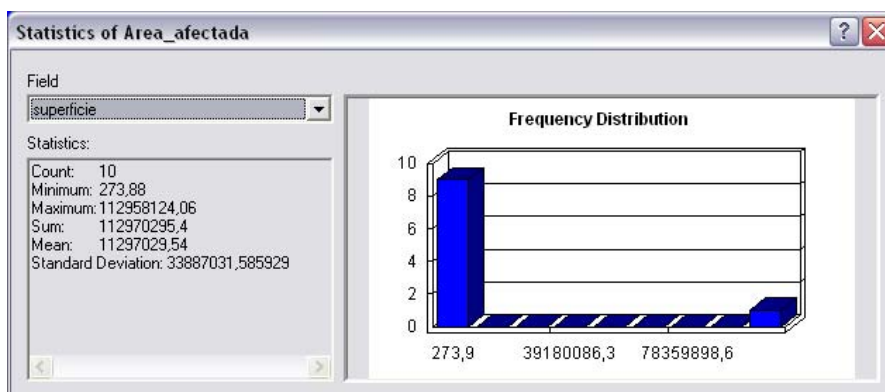 Statistics of Area_afectada
Field
superficie
Statistics:
Count: 10
Minimum: 273,88
Maximum: 112958124,06
Sum: 112970295,4
Mean: 11297029,54
Standard Deviation: 33887031,585929
Frequency Distribution
10
8
6
4
2
0
273,9 39180086,3 78359898,6